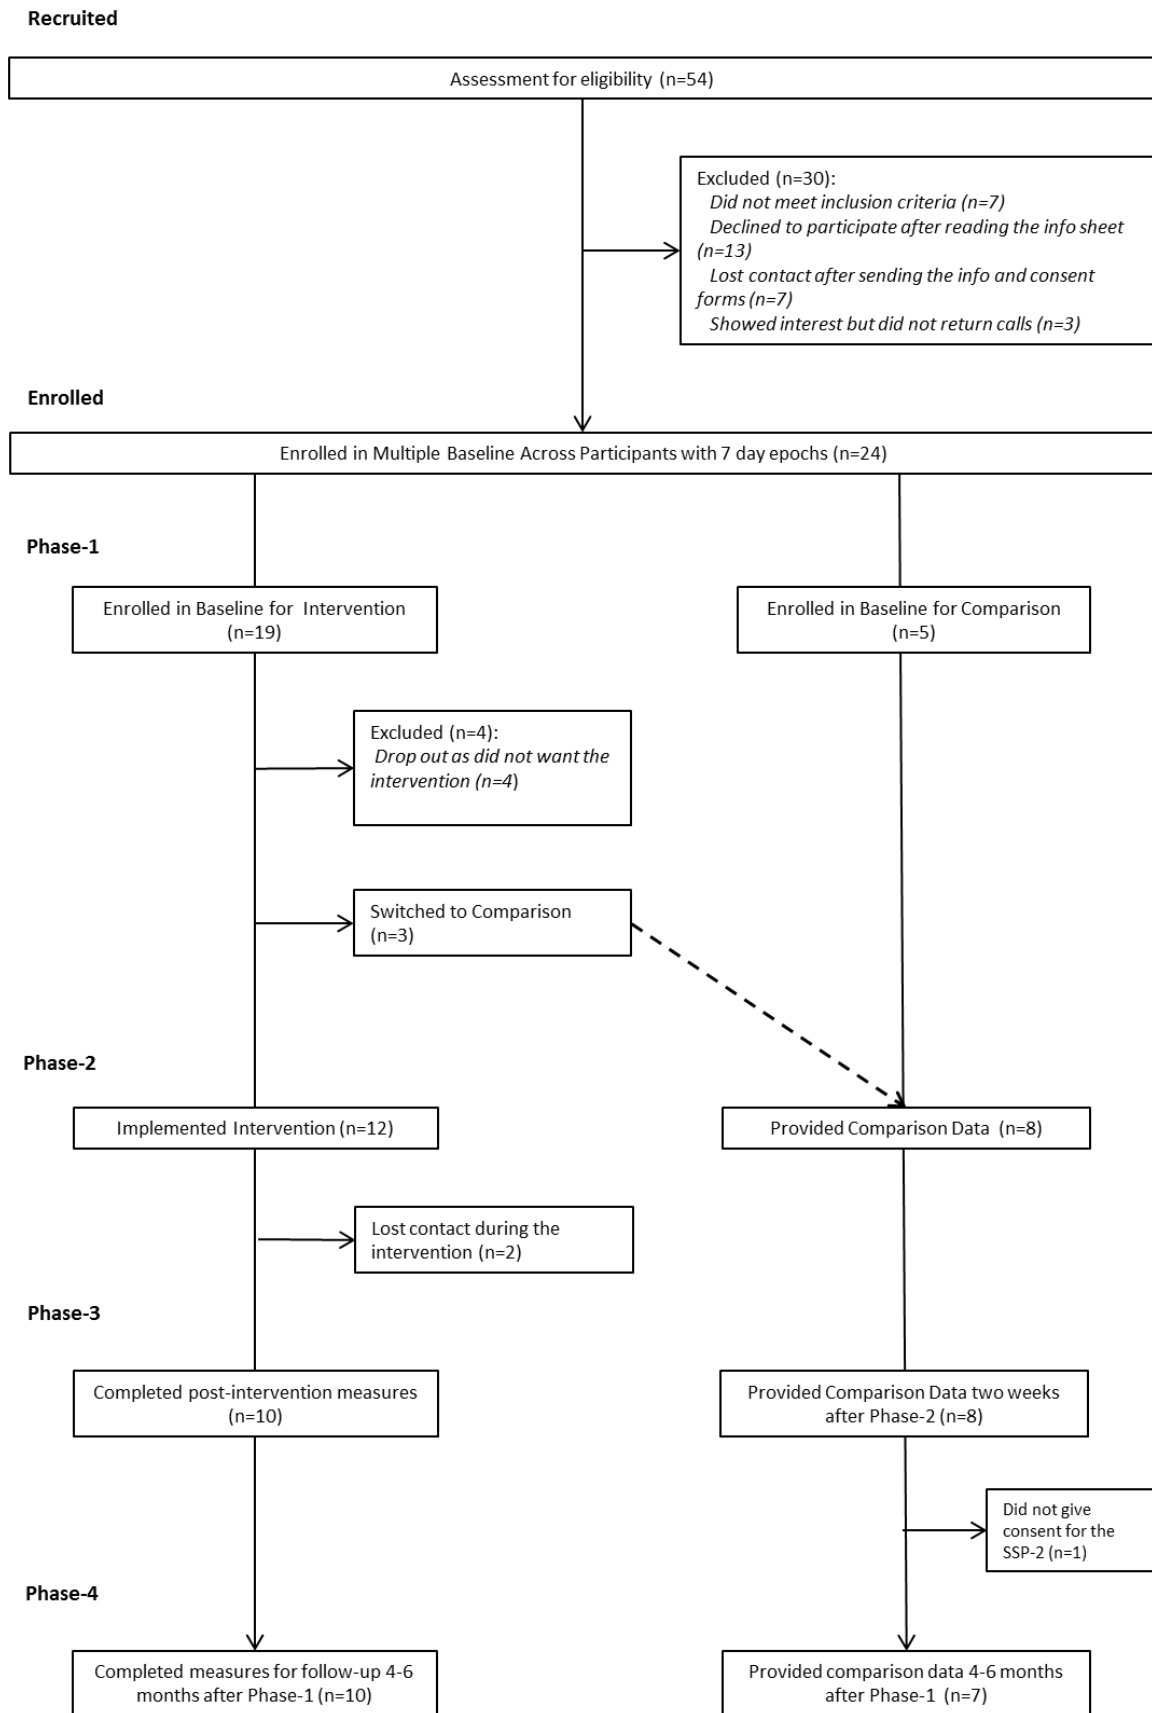 Recruited
Assessment for eligibility (n=54)
Excluded (n=30):
Did not meet inclusion criteria (n=7)
Declined to participate after reading the info sheet
(n=13)
Lost contact after sending the info and consent
forms (n=7)
Showed interest but did not return calls (n=3)
Enrolled
Enrolled in Multiple Baseline Across Participants with 7 day epochs (n=24)
Phase-1
Enrolled in Baseline for Intervention
(n=19)
Enrolled in Baseline for Comparison
(n=5)
Excluded (n=4):
Drop out as did not want the
intervention (n=4)
Switched to Comparison
(n=3)
Phase-2
Implemented Intervention (n=12)
Provided Comparison Data (n=8)
Lost contact during the
intervention (n=2)
Phase-3
Completed post-intervention measures
(n=10)
Provided Comparison Data two weeks
after Phase-2 (n=8)
Did not give
consent for the
SSP-2 (n=1)
Phase-4
Completed measures for follow-up 4-6
months after Phase-1 (n=10)
Provided comparison data 4-6 months
after Phase-1 (n=7)